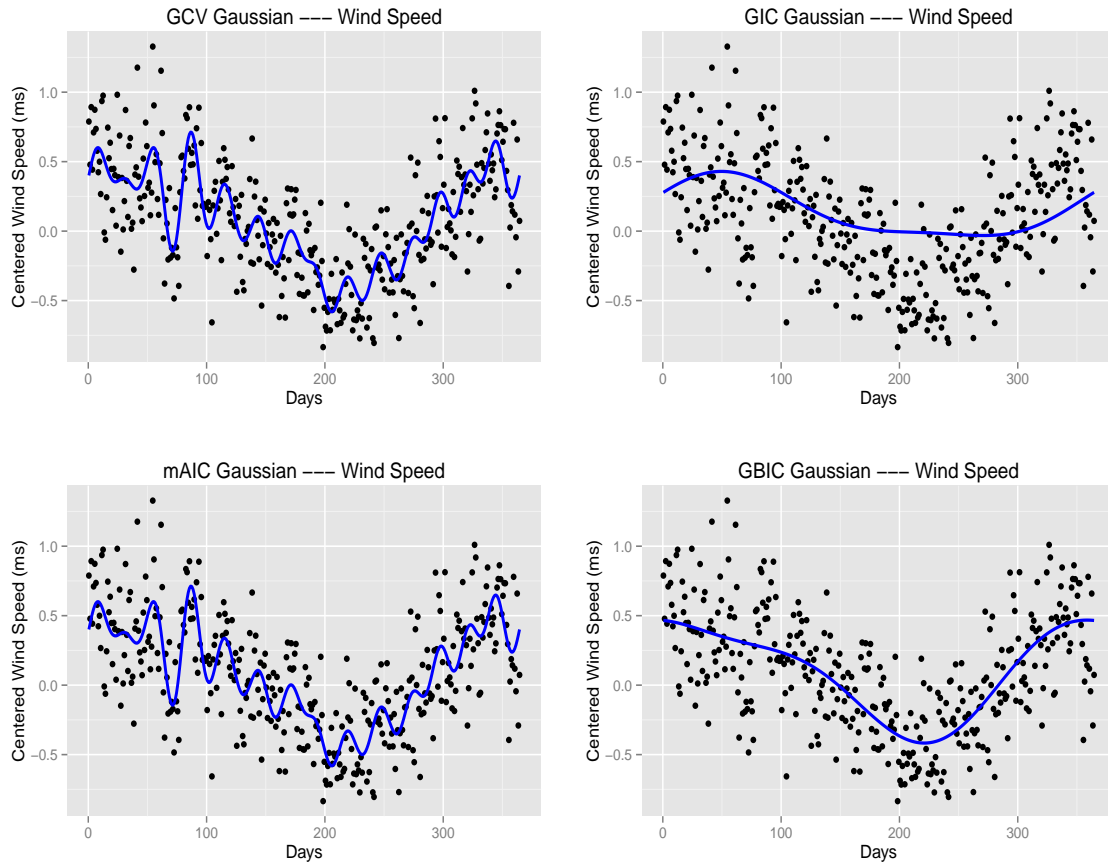 GCV Gaussian −−− Wind Speed
Centered Wind Speed (ms)
1.0
0.5
0.0
−0.5
0 100 200 300
Days
GIC Gaussian −−− Wind Speed
Centered Wind Speed (ms)
1.0
0.5
0.0
−0.5
0 100 200 300
Days
mAIC Gaussian −−− Wind Speed
Centered Wind Speed (ms)
1.0
0.5
0.0
−0.5
0 100 200 300
Days
GBIC Gaussian −−− Wind Speed
Centered Wind Speed (ms)
1.0
0.5
0.0
−0.5
0 100 200 300
Days